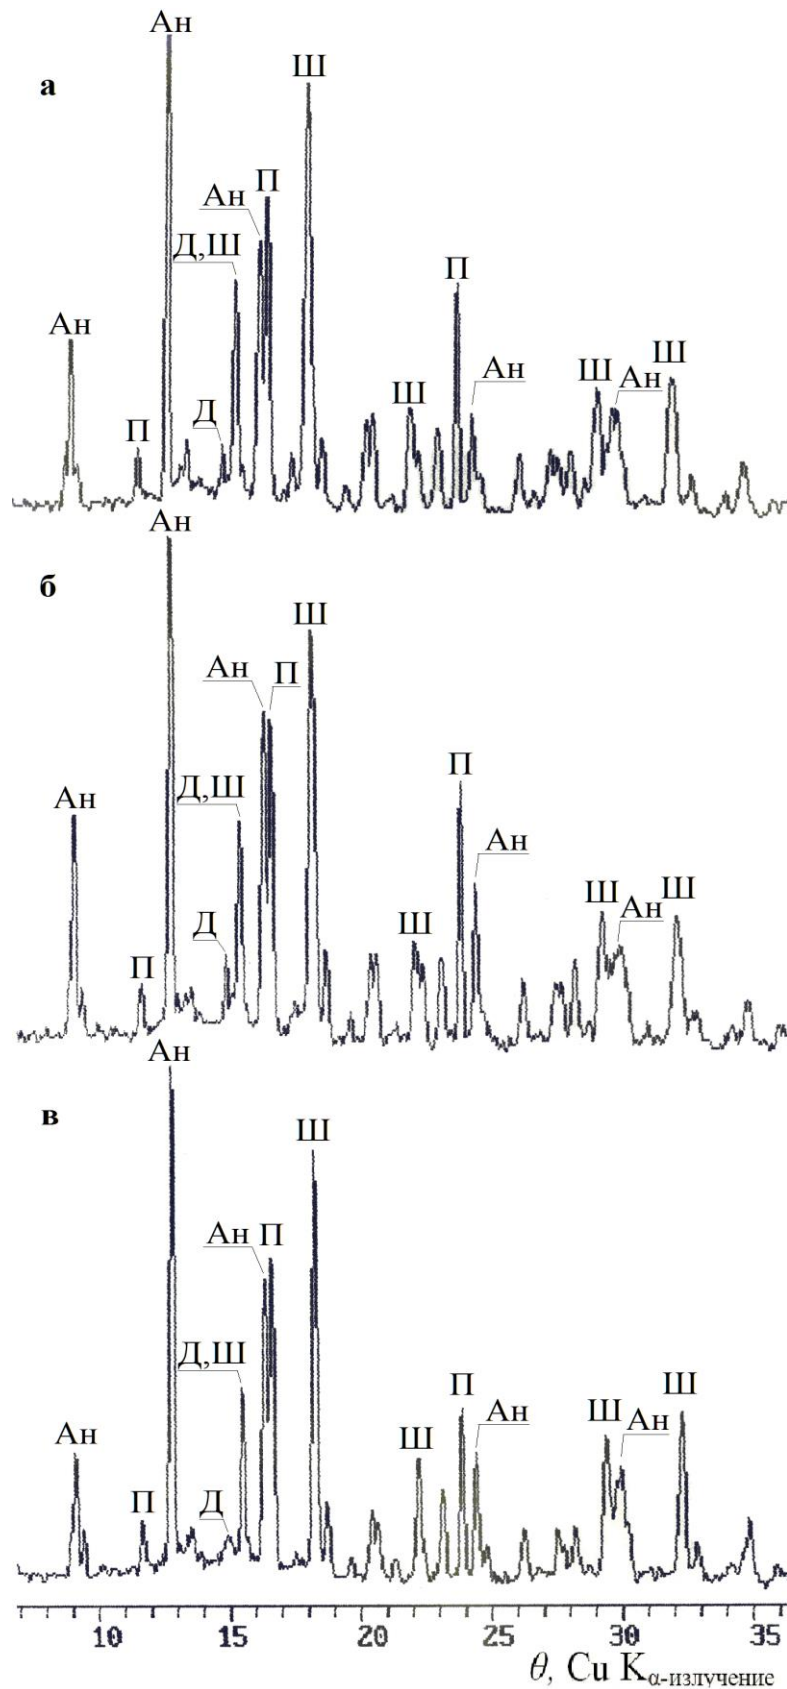 Ан
а
Ш
П
Ан
Д,Ш
П
Ан
Ан
Ш
Ш
Ан
Д
Ш
П
Ан
б
Ш
Ан
П
П
Д,Ш
Ан
Ан
Ш
Ш
Д
Ш
Ан
П
Ан
в
Ш
Ан
П
Д,Ш
П
Ш
Ан
Ш
Ан
Ш
Ан
П
Д
10 15 20 25 30 35
θ, Cu Kα-излучение